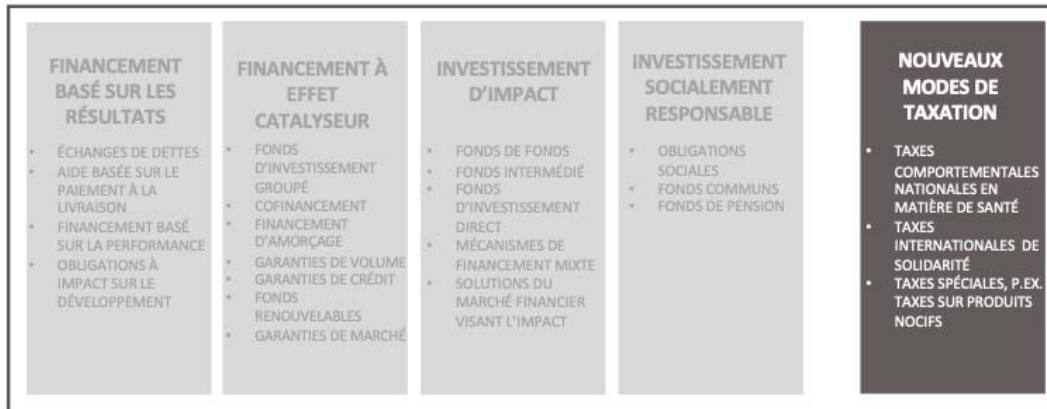 FINANCEMENT
BASÉ SUR LES
RÉSULTATS
• ÉCHANGES DE DETTES
• AIDE BASÉE SUR LE
PAIEMENT À LA
LIVRAISON
• FINANCEMENT BASÉ
SUR LA PERFORMANCE
• OBLIGATIONS À
IMPACT SUR LE
DÉVELOPPEMENT
FINANCEMENT À
EFFET
CATALYSEUR
• FONDS
D'INVESTISSEMENT
GROUPÉ
• COFINANCEMENT
• FINANCEMENT
D'AMORÇAGE
• GARANTIES DE VOLUME
• GARANTIES DE CRÉDIT
• FONDS
RENOUVELABLES
• GARANTIES DE MARCHÉ
INVESTISSEMENT
D'IMPACT
• FONDS DE FONDS
• FONDS INTERMÉDIÉ
• FONDS
D'INVESTISSEMENT
DIRECT
• MÉCANISMES DE
FINANCEMENT MIXTE
• SOLUTIONS DU
MARCHÉ FINANCIER
VISANT L'IMPACT
INVESTISSEMENT
SOCIALEMENT
RESPONSABLE
• OBLIGATIONS
SOCIALES
• FONDS COMMUNS
• FONDS DE PENSION
NOUVEAUX
MODES DE
TAXATION
• TAXES
COMPORTEMENTALES
NATIONALES EN
MATIÈRE DE SANTÉ
• TAXES
INTERNATIONALES DE
SOLIDARITÉ
• TAXES SPÉCIALES, P.EX.
TAXES SUR PRODUITS
NOCIFS